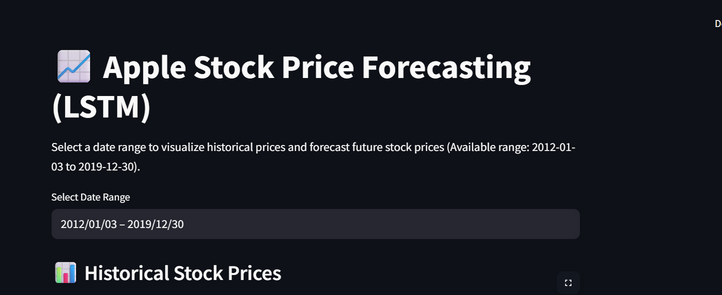 D
📈 Apple Stock Price Forecasting
(LSTM)
Select a date range to visualize historical prices and forecast future stock prices (Available range: 2012-01-
03 to 2019-12-30).
Select Date Range
2012/01/03 – 2019/12/30
📊 Historical Stock Prices